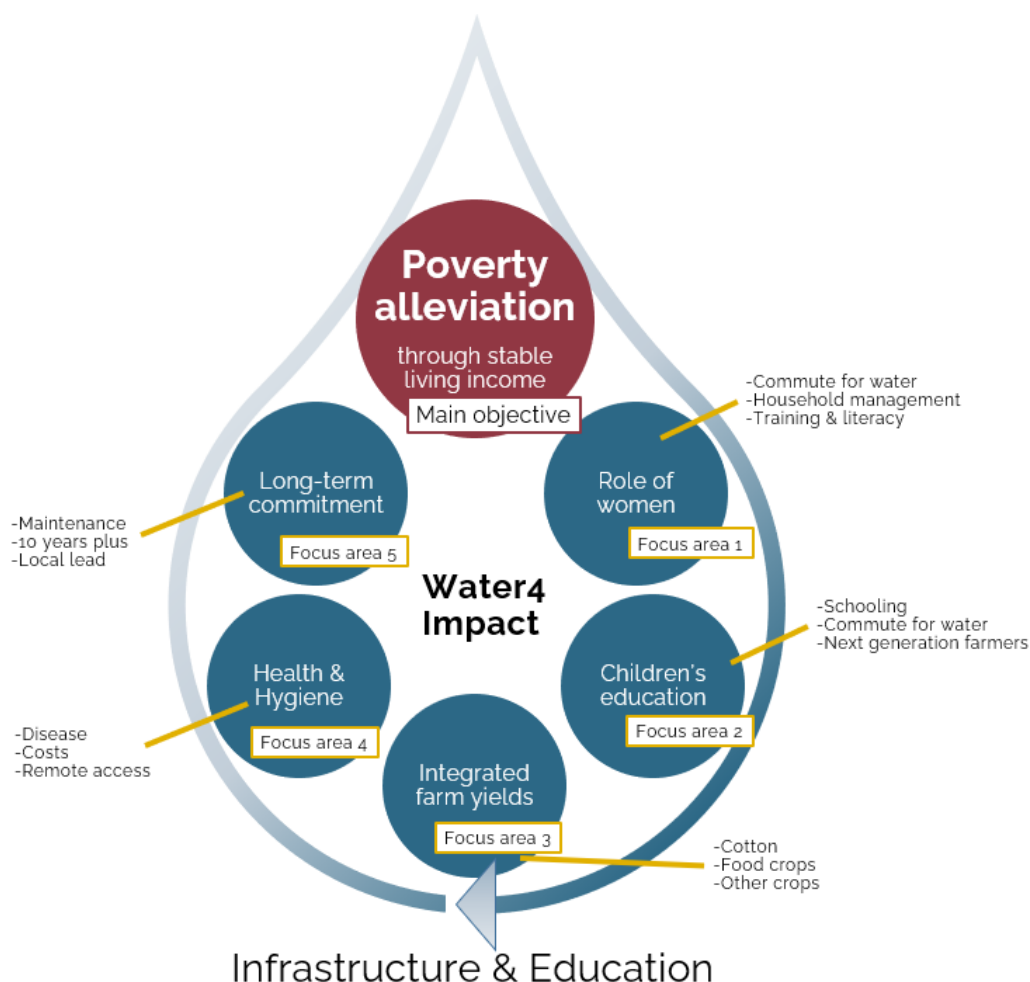 Poverty
alleviation
through stable
living income
Main objective
-Commute for water
-Household management
-Training & literacy
Role of
women
Focus area 1
Long-term
commitment
Focus area 5
-Maintenance
-10 years plus
-Local lead
Water4
Impact
-Schooling
-Commute for water
-Next generation farmers
Children's
education
Focus area 2
Health &
Hygiene
Focus area 4
-Disease
-Costs
-Remote access
Integrated
farm yields
Focus area 3
-Cotton
-Food crops
-Other crops
Infrastructure & Education